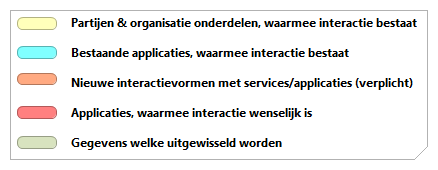 Partijen & organisatie onderdelen, waarmee interactie bestaat
Bestaande applicaties, waarmee interactie bestaat
Nieuwe interactievormen met services/applicaties (verplicht)
Applicaties, waarmee interactie wenselijk is
Gegevens welke uitgewisseld worden